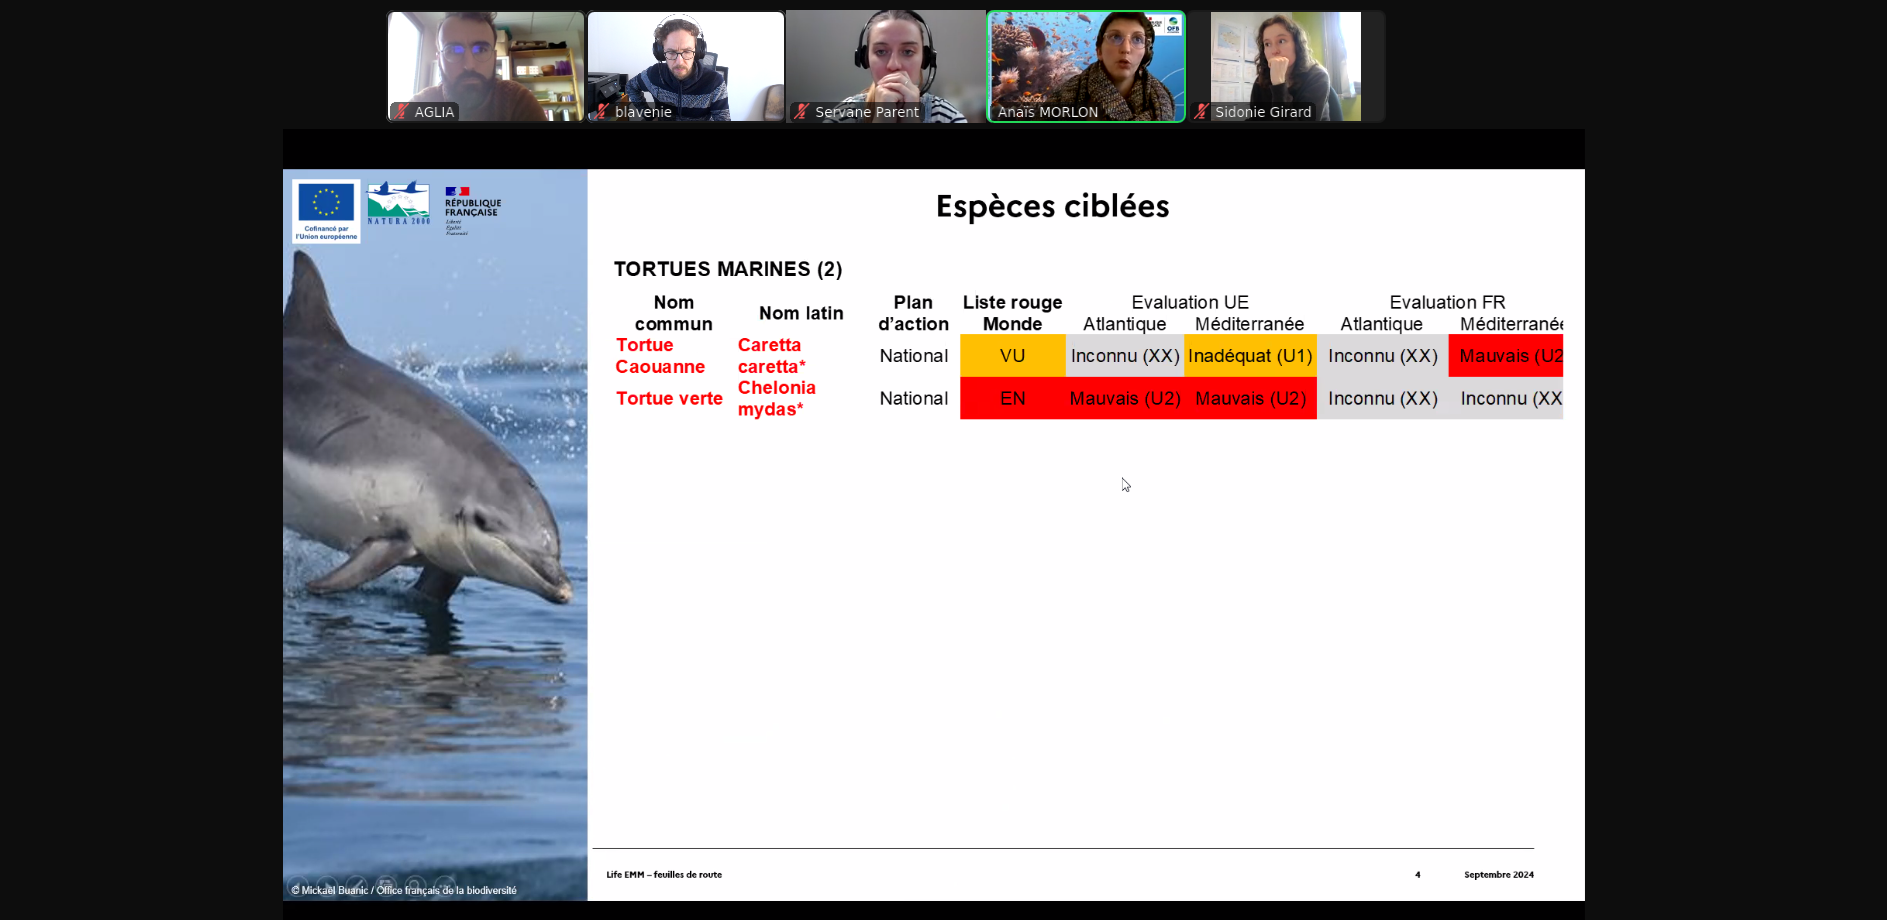 AGLIA
blavenie
Servane Parent
Anaïs MORLON
Sidonie Girard
OFB
Cofinancé par
l'Union européenne
NATURA 2000
RÉPUBLIQUE
FRANÇAISE
Liberté
Égalité
Fraternité
Espèces ciblées
TORTUES MARINES (2)
Nom commun Nom latin Plan d'action Liste rouge Monde Evaluation UE Evaluation FR
Atlantique Méditerranée Atlantique Méditerranée
Tortue Caouanne Caretta caretta* National VU Inconnu (XX) Inadéquat (U1) Inconnu (XX) Mauvais (U2
Tortue verte Chelonia mydas* National EN Mauvais (U2) Mauvais (U2) Inconnu (XX) Inconnu (XX
© Mickaël Buanic / Office français de la biodiversité
Life EMM – feuilles de route
4
Septembre 2024